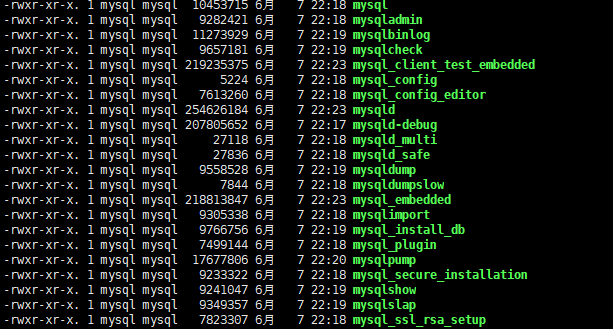 -rwxr-xr-x. 1 mysql mysql  10453715 6月   7 22:18 mysql
-rwxr-xr-x. 1 mysql mysql   9282421 6月   7 22:18 mysqladmin
-rwxr-xr-x. 1 mysql mysql  11273929 6月   7 22:19 mysqlbinlog
-rwxr-xr-x. 1 mysql mysql   9657181 6月   7 22:19 mysqlcheck
-rwxr-xr-x. 1 mysql mysql 219235375 6月   7 22:23 mysql_client_test_embedded
-rwxr-xr-x. 1 mysql mysql      5224 6月   7 22:18 mysql_config
-rwxr-xr-x. 1 mysql mysql   7613260 6月   7 22:18 mysql_config_editor
-rwxr-xr-x. 1 mysql mysql 254626184 6月   7 22:23 mysqld
-rwxr-xr-x. 1 mysql mysql 207805652 6月   7 22:17 mysqld-debug
-rwxr-xr-x. 1 mysql mysql     27118 6月   7 22:18 mysqld_multi
-rwxr-xr-x. 1 mysql mysql     27836 6月   7 22:18 mysqld_safe
-rwxr-xr-x. 1 mysql mysql   9558528 6月   7 22:19 mysqldump
-rwxr-xr-x. 1 mysql mysql      7844 6月   7 22:18 mysqldumpslow
-rwxr-xr-x. 1 mysql mysql 218813847 6月   7 22:23 mysql_embedded
-rwxr-xr-x. 1 mysql mysql   9305338 6月   7 22:18 mysqlimport
-rwxr-xr-x. 1 mysql mysql   9766756 6月   7 22:19 mysql_install_db
-rwxr-xr-x. 1 mysql mysql   7499144 6月   7 22:18 mysql_plugin
-rwxr-xr-x. 1 mysql mysql  17677806 6月   7 22:20 mysqlpump
-rwxr-xr-x. 1 mysql mysql   9233322 6月   7 22:18 mysql_secure_installation
-rwxr-xr-x. 1 mysql mysql   9241047 6月   7 22:19 mysqlshow
-rwxr-xr-x. 1 mysql mysql   9349357 6月   7 22:19 mysqlslap
-rwxr-xr-x. 1 mysql mysql   7823307 6月   7 22:18 mysql_ssl_rsa_setup